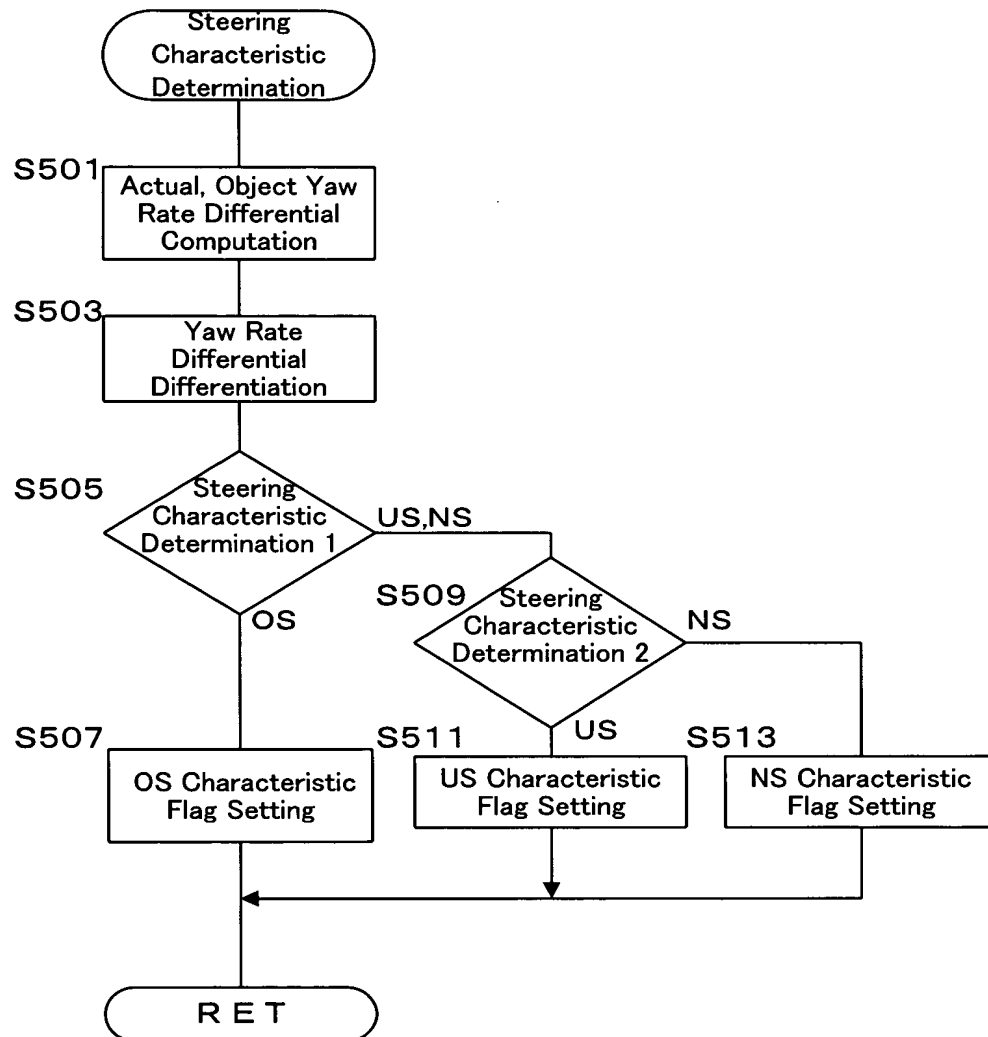 Steering
Characteristic
Determination
S501
Actual, Object Yaw
Rate Differential
Computation
S503
Yaw Rate
Differential
Differentiation
S505
Steering
Characteristic
Determination 1
US,NS
OS
S509
Steering
Characteristic
Determination 2
NS
US
S507
OS Characteristic
Flag Setting
S511
US Characteristic
Flag Setting
S513
NS Characteristic
Flag Setting
RET